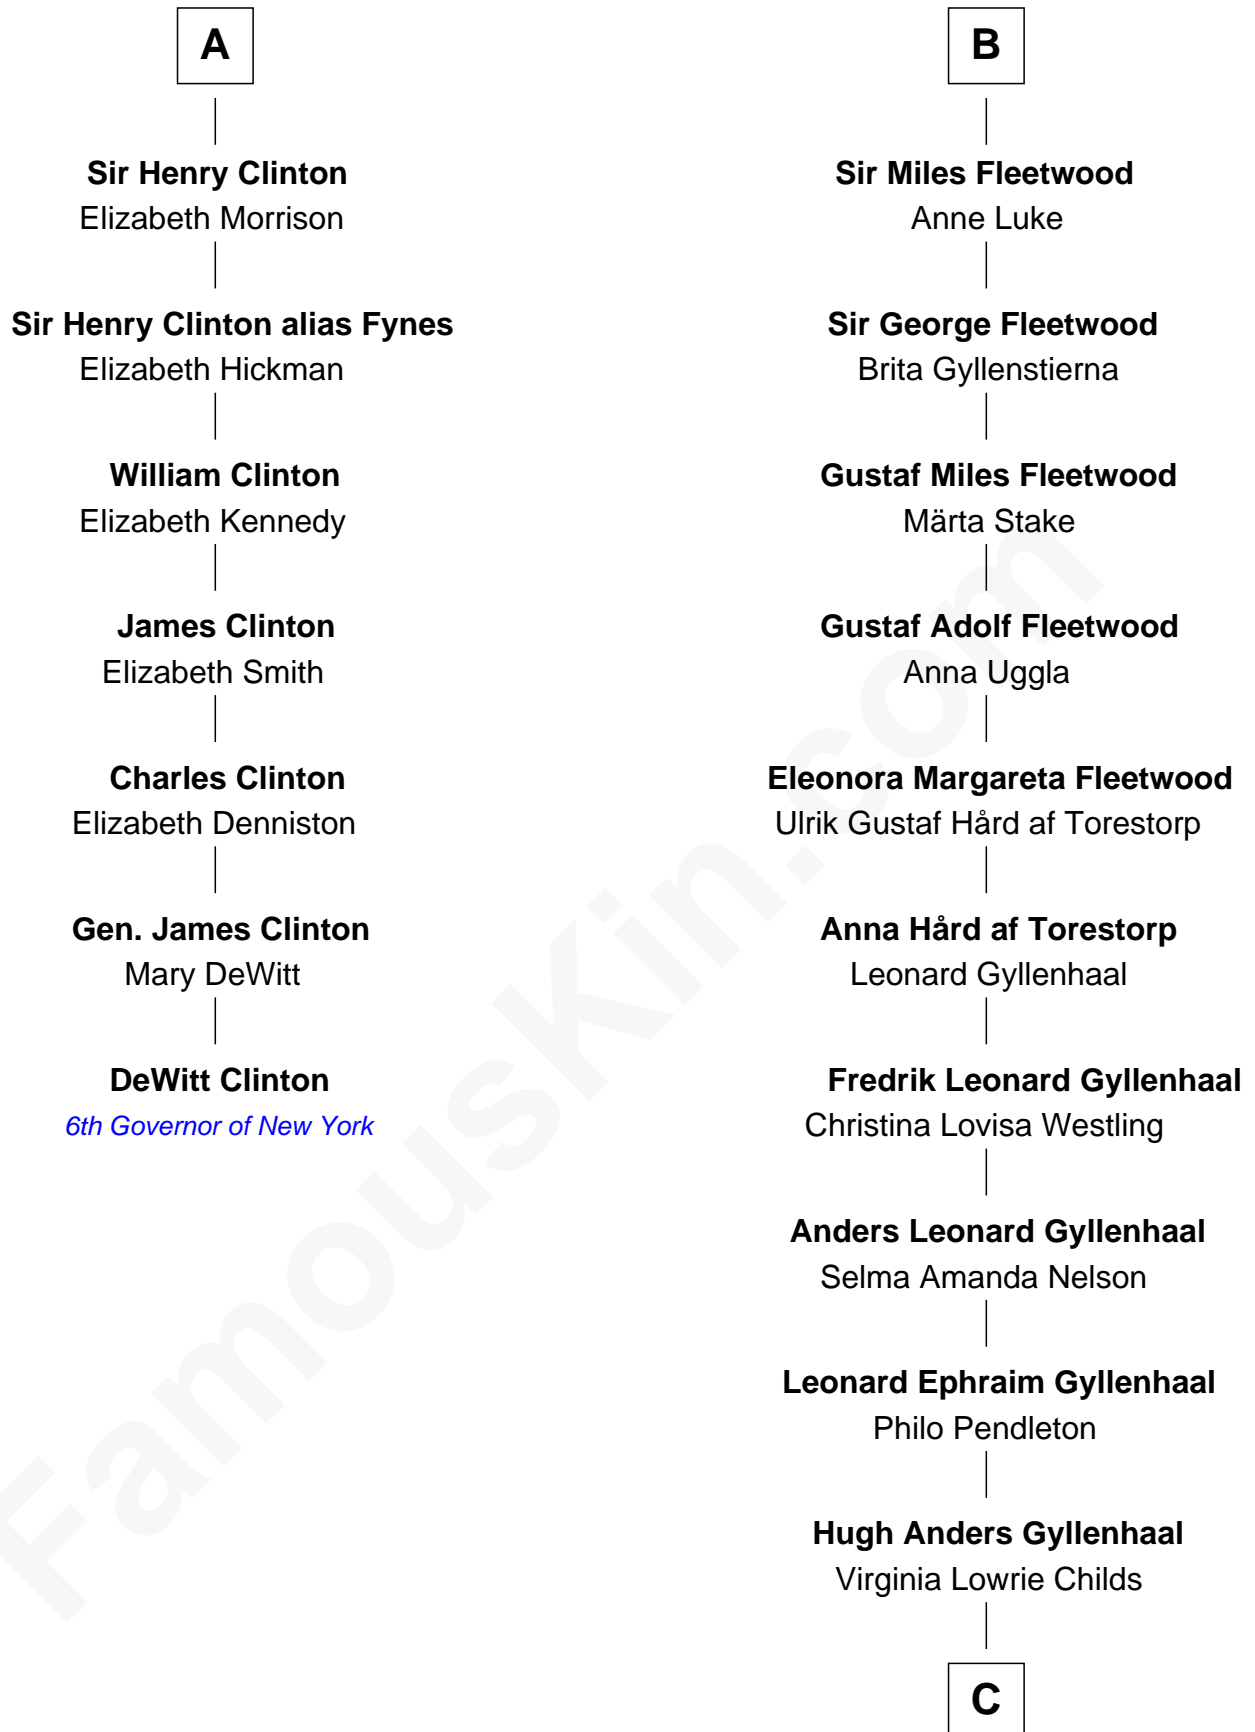 A
Sir Henry Clinton
Elizabeth Morrison
Sir Henry Clinton alias Fynes
Elizabeth Hickman
William Clinton
Elizabeth Kennedy
James Clinton
Elizabeth Smith
Charles Clinton
Elizabeth Denniston
Gen. James Clinton
Mary DeWitt
DeWitt Clinton
6th Governor of New York
B
Sir Miles Fleetwood
Anne Luke
Sir George Fleetwood
Brita Gyllenstierna
Gustaf Miles Fleetwood
Märta Stake
Gustaf Adolf Fleetwood
Anna Uggla
Eleonora Margareta Fleetwood
Ulrik Gustaf Hård af Torestorp
Anna Hård af Torestorp
Leonard Gyllenhaal
Fredrik Leonard Gyllenhaal
Christina Lovisa Westling
Anders Leonard Gyllenhaal
Selma Amanda Nelson
Leonard Ephraim Gyllenhaal
Philo Pendleton
Hugh Anders Gyllenhaal
Virginia Lowrie Childs
C
FamousKin.com